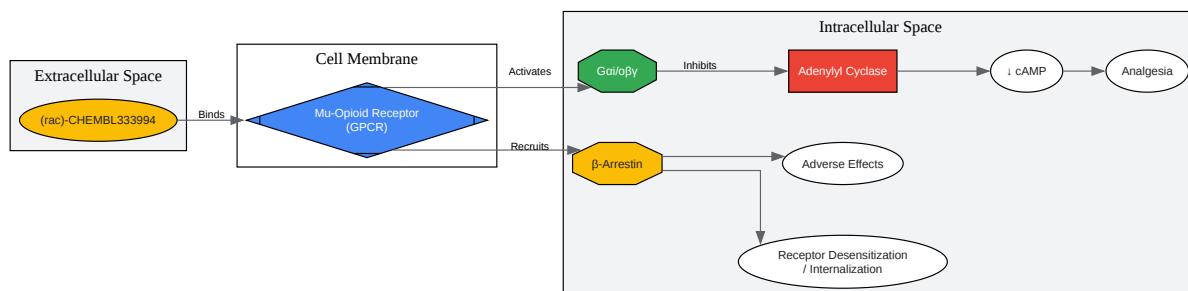 Extracellular Space
(rac)-CHEMBL333994
Binds
Cell Membrane
Mu-Opioid Receptor
(GPCR)
Activates
Recruits
Intracellular Space
Gαi/oβγ
Inhibits
Adenylyl Cyclase
↓ cAMP
Analgesia
β-Arrestin
Adverse Effects
Receptor Desensitization
/ Internalization